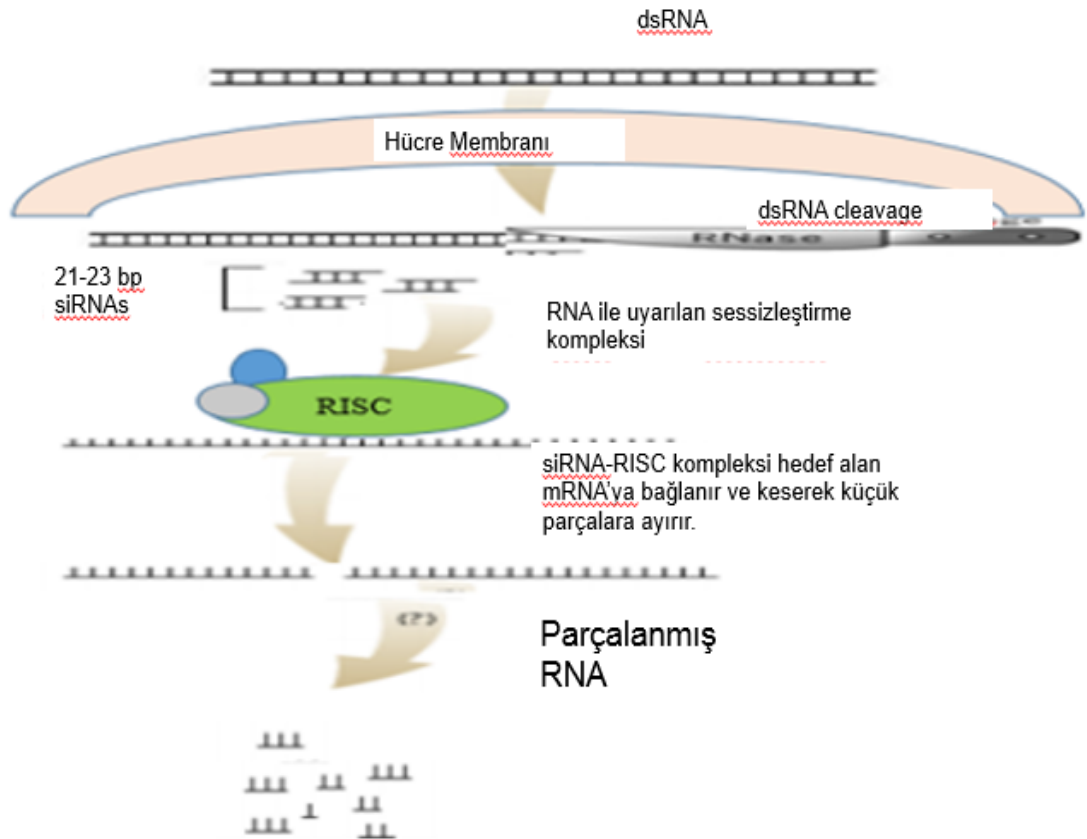 dsRNA
Hücre Membranı
dsRNA cleavage
RNase
21-23 bp
siRNAs
RNA ile uyarılan sessizleştirme
kompleksi
RISC
siRNA-RISC kompleksi hedef alan
mRNA'ya bağlanır ve keserek küçük
parçalara ayırır.
(?)
Parçalanmış
RNA